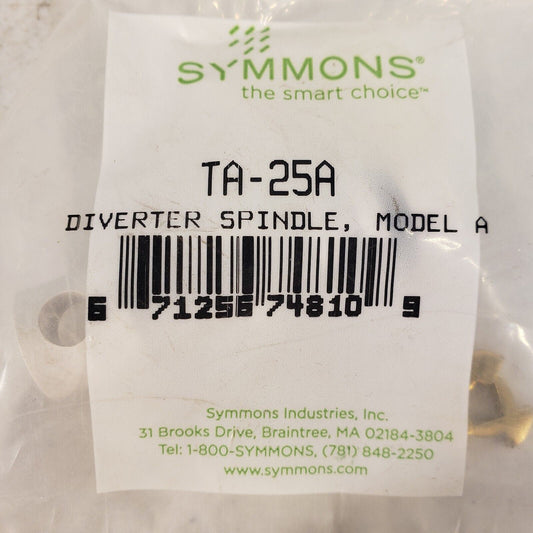 SYMMONS®
the smart choice™
TA-25A
DIVERTER SPINDLE, MODEL A
6 71256 74810 9
Symmons Industries, Inc.
31 Brooks Drive, Braintree, MA 02184-3804
Tel: 1-800-SYMMONS, (781) 848-2250
www.symmons.com